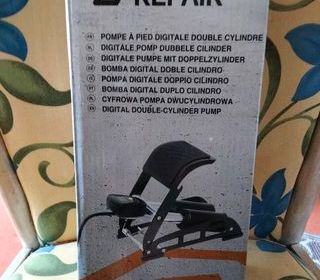 REPAIR
POMPE À PIED DIGITALE DOUBLE CYLINDRE
DIGITALE POMP DUBBELE CILINDER
DIGITALE PUMPE MIT DOPPELZYLINDER
BOMBA DIGITAL DOBLE CILINDRO
POMPA DIGITALE DOPPIO CILINDRO
BOMBA DIGITAL DUPLO CILINDRO
CYFROWA POMPA DWUCYLINDROWA
DIGITAL DOUBLE-CYLINDER PUMP